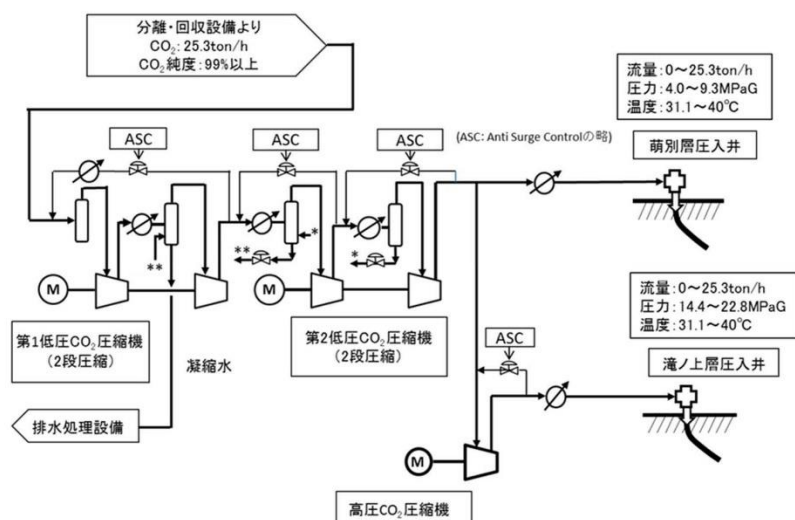 分離・回収設備より
CO₂:25.3ton/h
CO₂純度:99%以上
流量:0～25.3ton/h
圧力:4.0～9.3MPaG
温度:31.1～40℃
ASC
ASC
ASC
(ASC: Anti Surge Controlの略)
萌別層圧入井
**
**
*
*
M
M
第1低圧CO₂圧縮機
(2段圧縮)
凝縮水
第2低圧CO₂圧縮機
(2段圧縮)
流量:0～25.3ton/h
圧力:14.4～22.8MPaG
温度:31.1～40℃
ASC
滝ノ上層圧入井
排水処理設備
M
高圧CO₂圧縮機